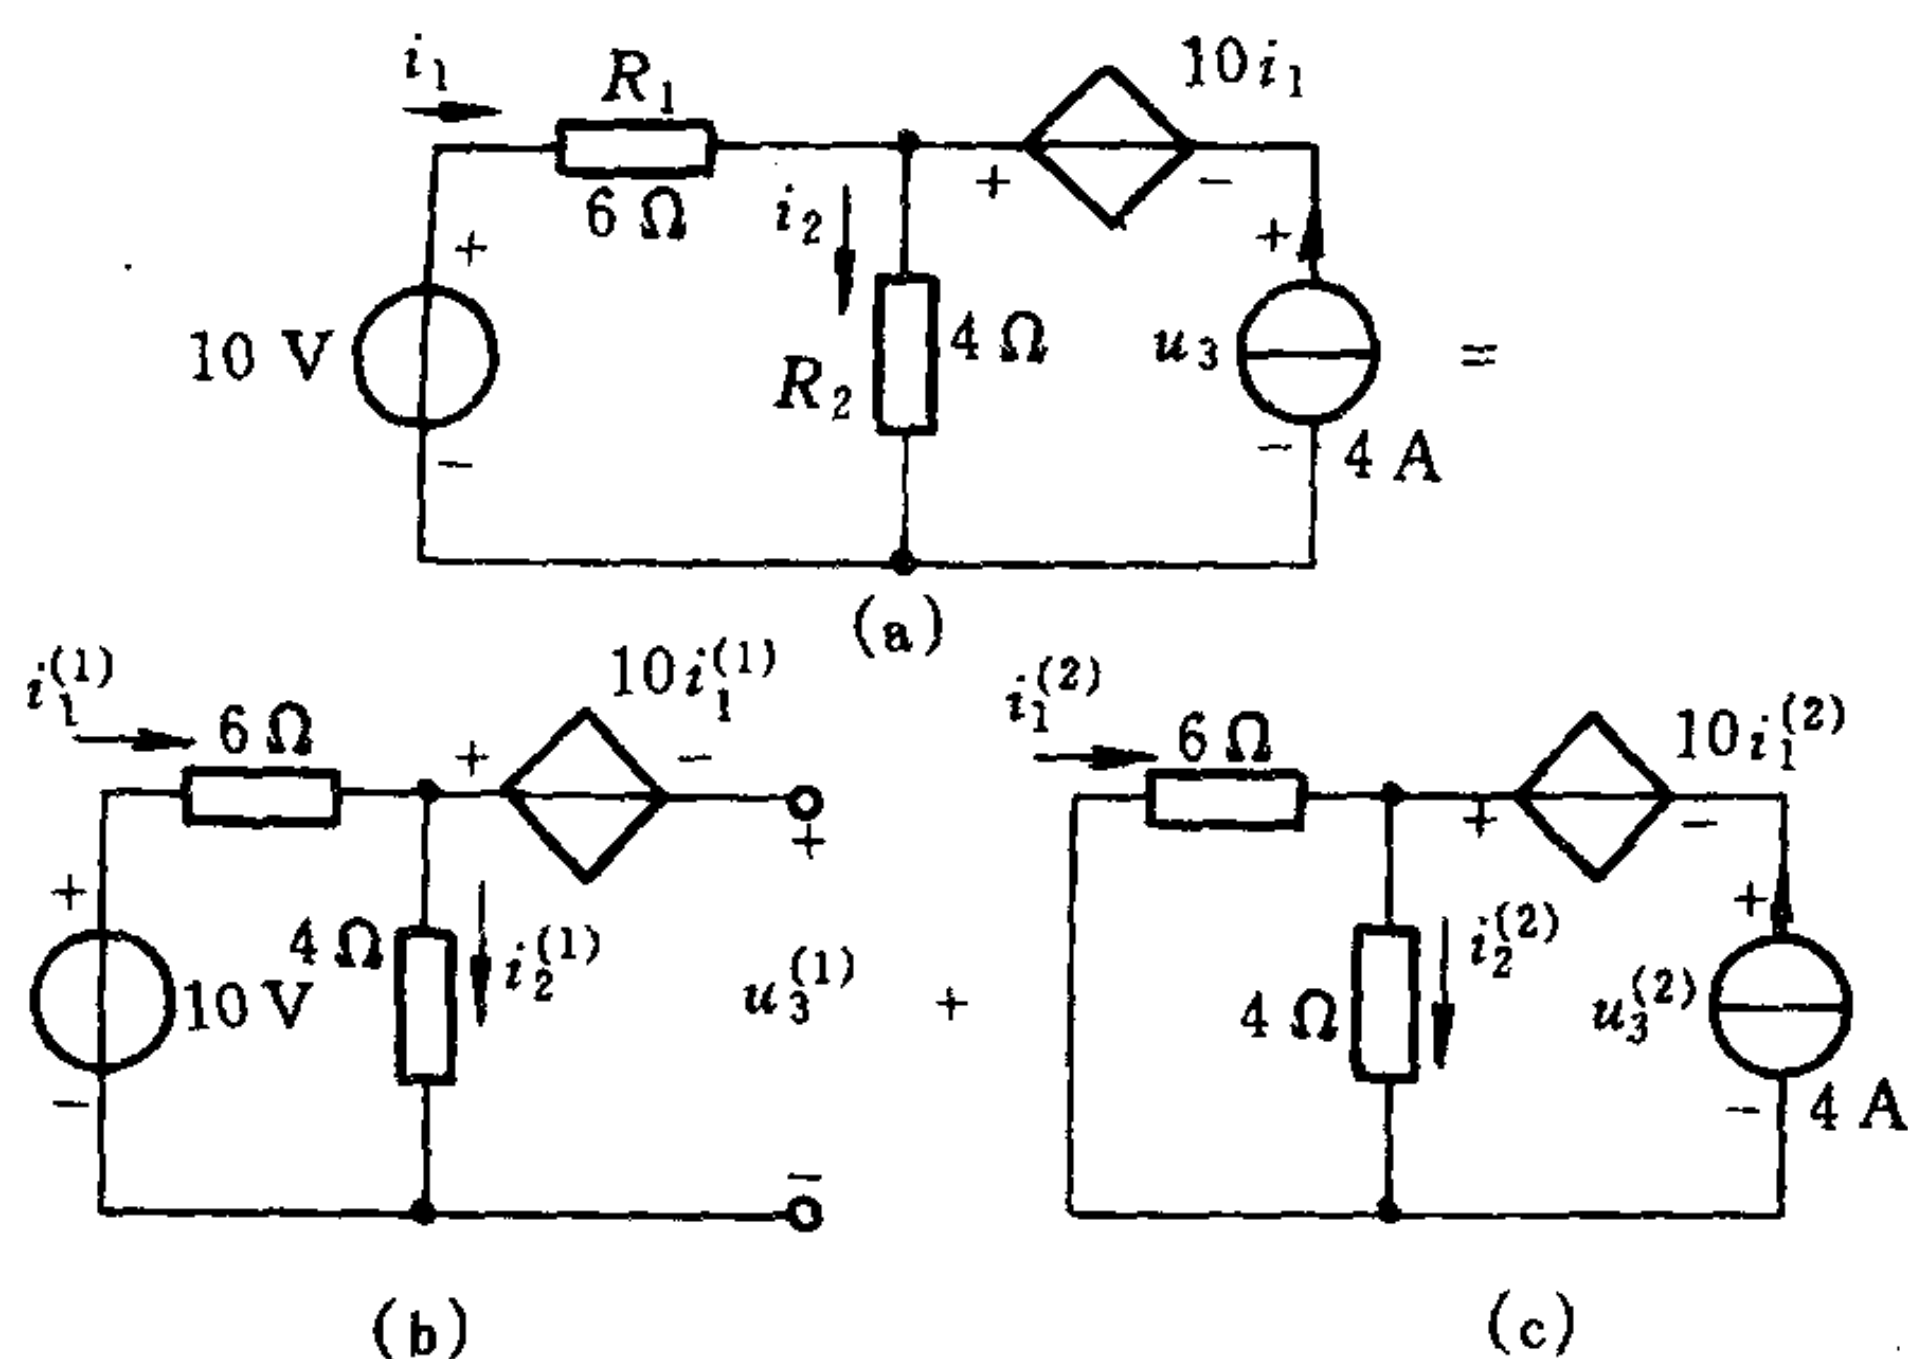 i₁ R₁ 10i₁
6 Ω i₂ + −
+ +
10 V R₂ 4 Ω u₃ =
− − 4 A
(a)
i₁⁽¹⁾ 6 Ω 10i₁⁽¹⁾ i₁⁽²⁾ 6 Ω 10i₁⁽²⁾
+ − + −
+ + +
10 V 4 Ω i₂⁽¹⁾ u₃⁽¹⁾ + 4 Ω i₂⁽²⁾ u₃⁽²⁾
− − − 4 A
(b) (c)